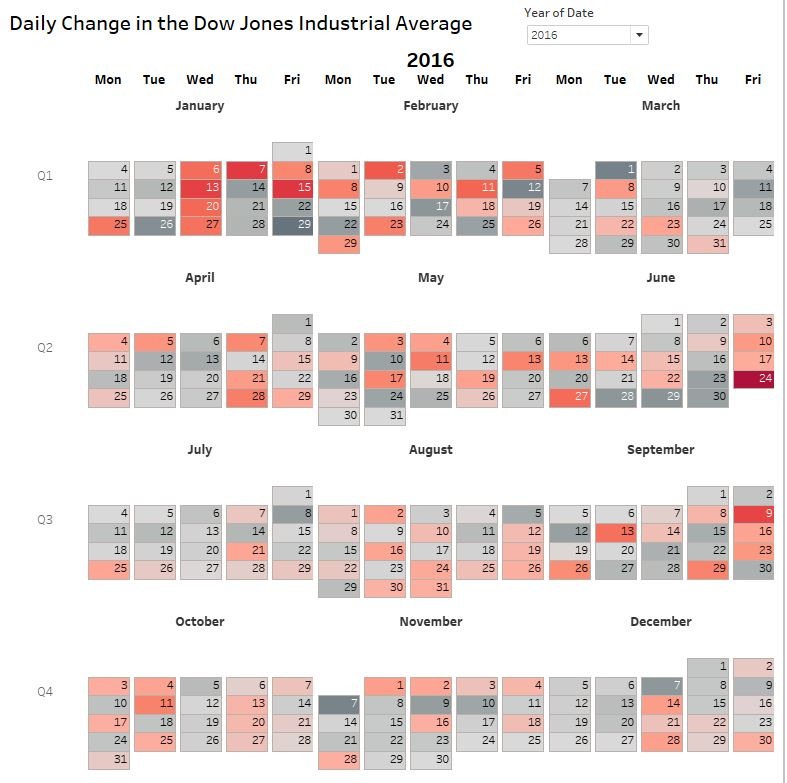 Daily Change in the Dow Jones Industrial Average
Year of Date
2016
2016
Mon Tue Wed Thu Fri Mon Tue Wed Thu Fri Mon Tue Wed Thu Fri
January February March
1
Q1 4 5 6 7 8 1 2 3 4 5 1 2 3 4
11 12 13 14 15 8 9 10 11 12 7 8 9 10 11
18 19 20 21 22 15 16 17 18 19 14 15 16 17 18
25 26 27 28 29 22 23 24 25 26 21 22 23 24 25
29 28 29 30 31
April May June
1 1 2 3
Q2 4 5 6 7 8 2 3 4 5 6 6 7 8 9 10
11 12 13 14 15 9 10 11 12 13 13 14 15 16 17
18 19 20 21 22 16 17 18 19 20 20 21 22 23 24
25 26 27 28 29 23 24 25 26 27 27 28 29 30
30 31
July August September
1 1 2
Q3 4 5 6 7 8 1 2 3 4 5 5 6 7 8 9
11 12 13 14 15 8 9 10 11 12 12 13 14 15 16
18 19 20 21 22 15 16 17 18 19 19 20 21 22 23
25 26 27 28 29 22 23 24 25 26 26 27 28 29 30
29 30 31
October November December
1 2
Q4 3 4 5 6 7 1 2 3 4 5 6 7 8 9
10 11 12 13 14 7 8 9 10 11 12 13 14 15 16
17 18 19 20 21 14 15 16 17 18 19 20 21 22 23
24 25 26 27 28 21 22 23 24 25 26 27 28 29 30
31 28 29 30